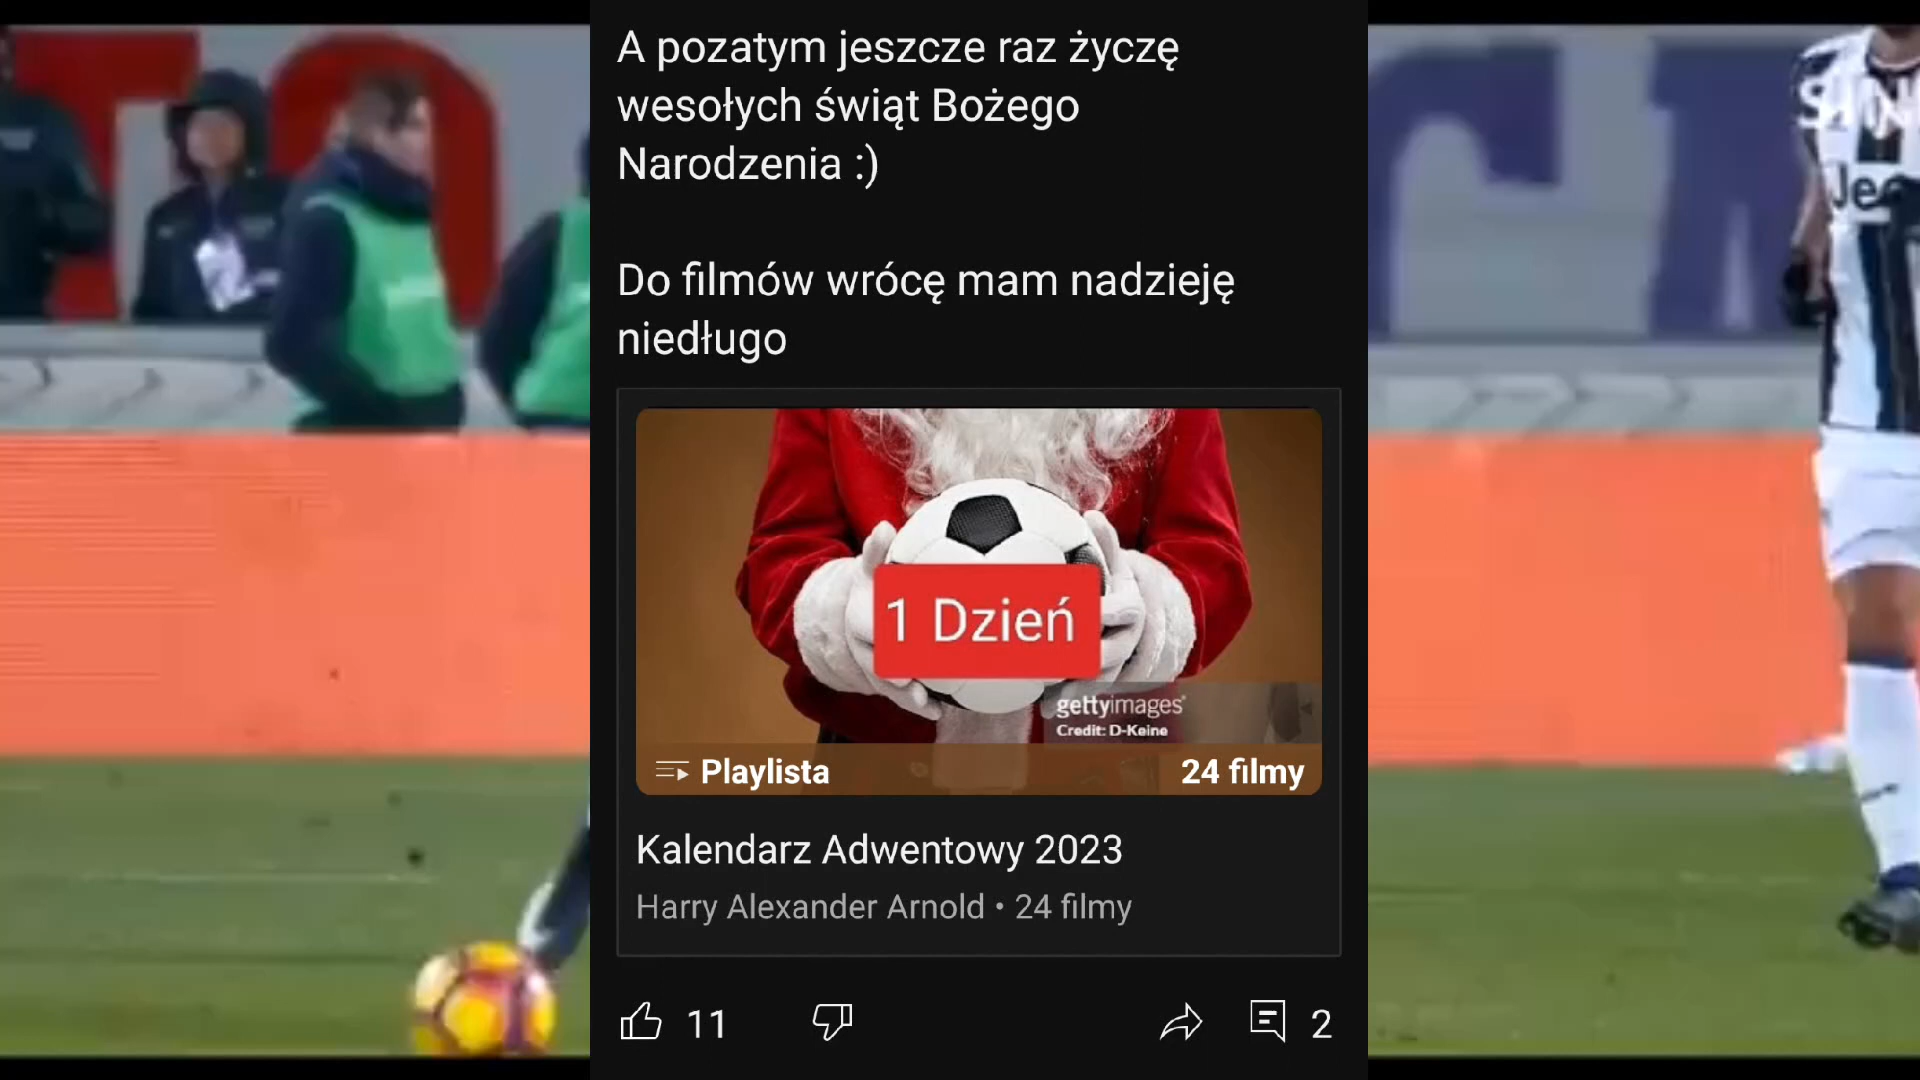 A pozatym jeszcze raz życzę
wesołych świąt Bożego
Narodzenia :)
Do filmów wrócę mam nadzieję
niedługo
1 Dzień
gettyimages
Credit: D-Keine
Playlista
24 filmy
Kalendarz Adwentowy 2023
Harry Alexander Arnold • 24 filmy
11
2